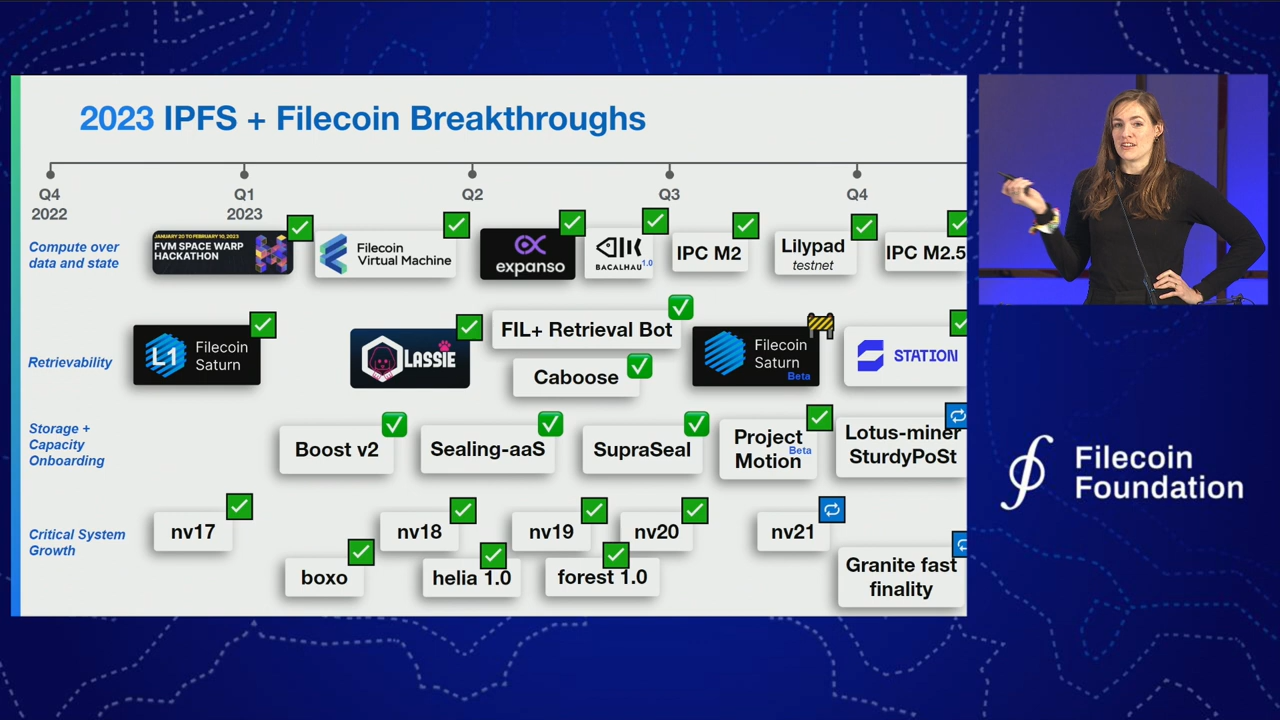 2023 IPFS + Filecoin Breakthroughs
Q4
2022
Q1
2023
Q2
Q3
Q4
Compute over
data and state
JANUARY 20 TO FEBRUARY 10, 2023
FVM SPACE WARP
HACKATHON
Filecoin
Virtual Machine
expanso
BACALHAU 1.0
IPC M2
Lilypad
testnet
IPC M2.5
Retrievability
L1
Filecoin
Saturn
LASSIE
FIL+ Retrieval Bot
Caboose
Filecoin
Saturn
Beta
STATION
Storage +
Capacity
Onboarding
Boost v2
Sealing-aaS
SupraSeal
Project
Motion
Beta
Lotus-miner
SturdyPoSt
Critical System
Growth
nv17
nv18
nv19
nv20
nv21
boxo
helia 1.0
forest 1.0
Granite fast
finality
Filecoin
Foundation